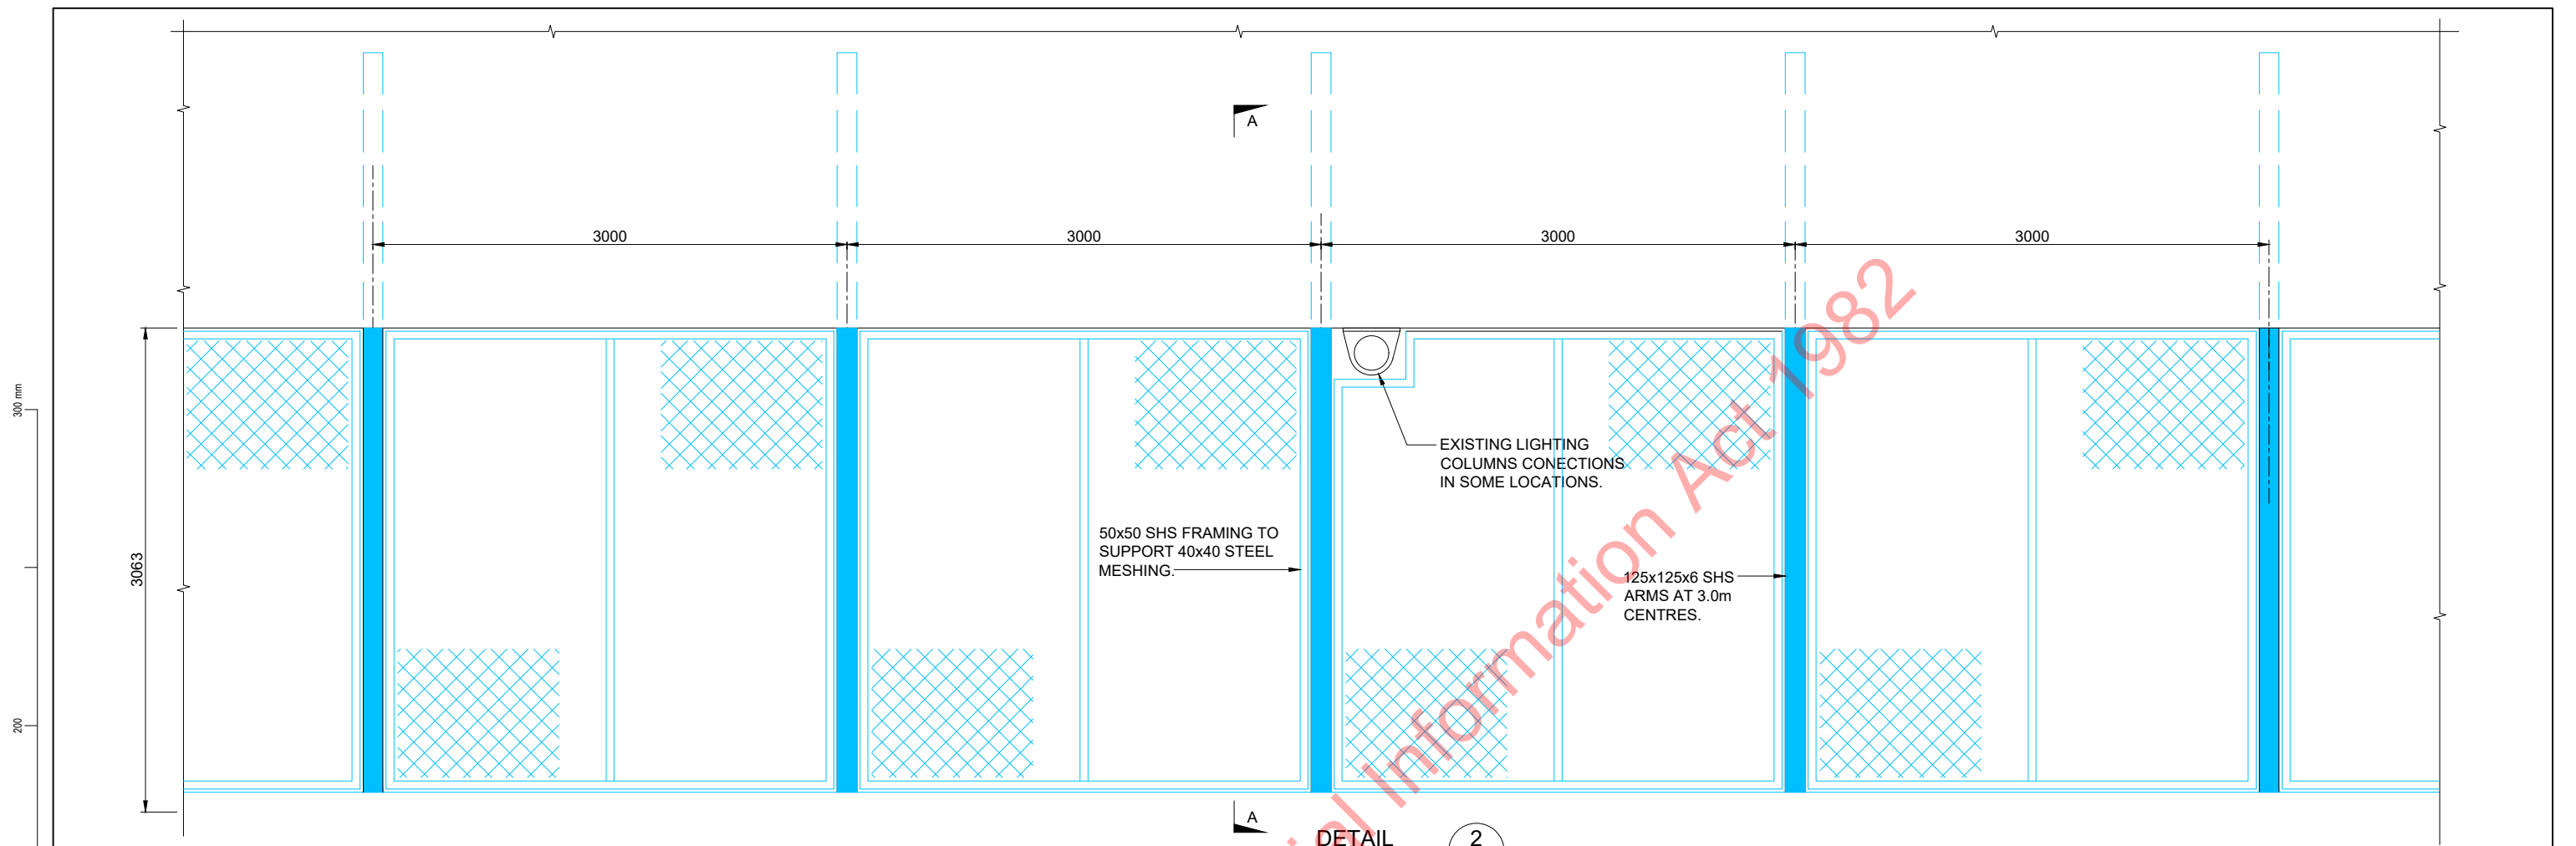 A
3000
3000
3000
3000
300 mm
EXISTING LIGHTING
COLUMNS CONECTIONS
IN SOME LOCATIONS.
50x50 SHS FRAMING TO
SUPPORT 40x40 STEEL
MESHING.
125x125x6 SHS
ARMS AT 3.0m
CENTRES.
3063
200
A
DETAIL
2
ial Information Act 1982